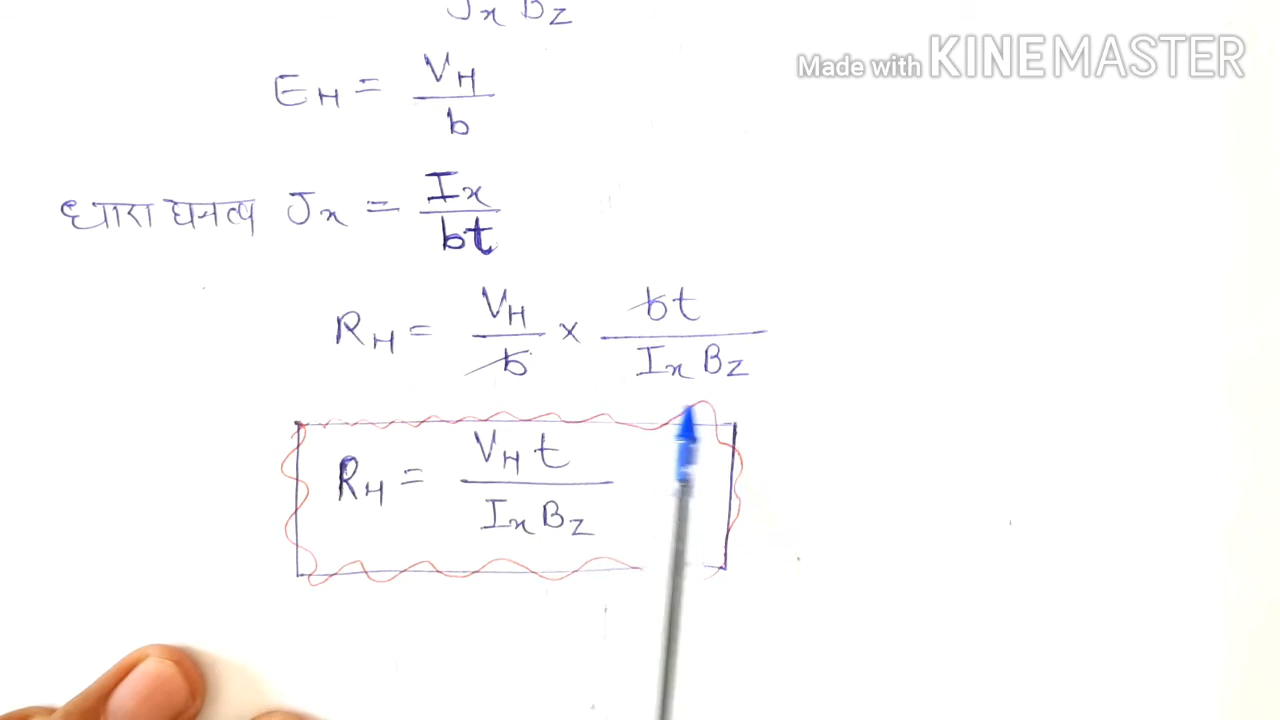 Jx Bz
Made with KINEMASTER
EH = VH / b
धारा घनत्व Jx = Ix / bt
RH = VH / b × bt / Ix Bz
RH = VH t / Ix Bz